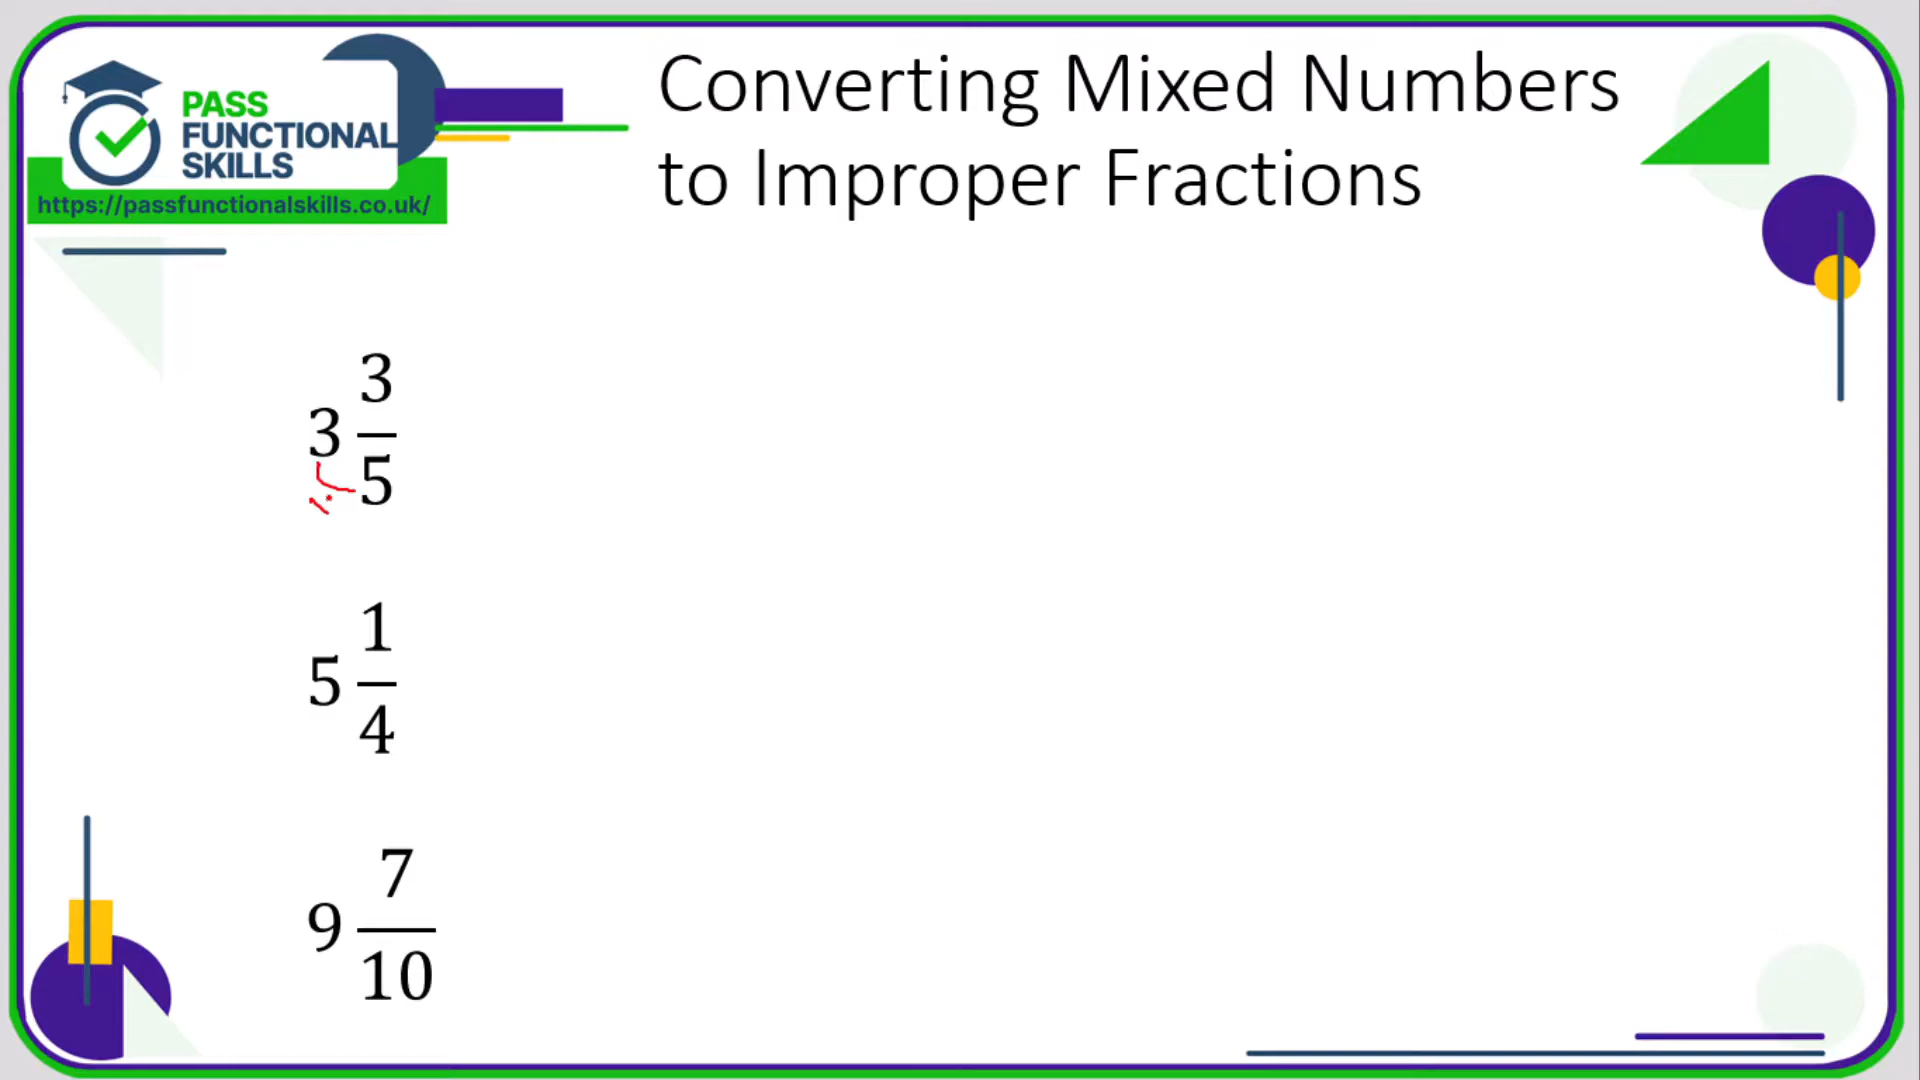 PASS
FUNCTIONAL
SKILLS
https://passfunctionalskills.co.uk/
Converting Mixed Numbers
to Improper Fractions
3 3/5
5 1/4
9 7/10